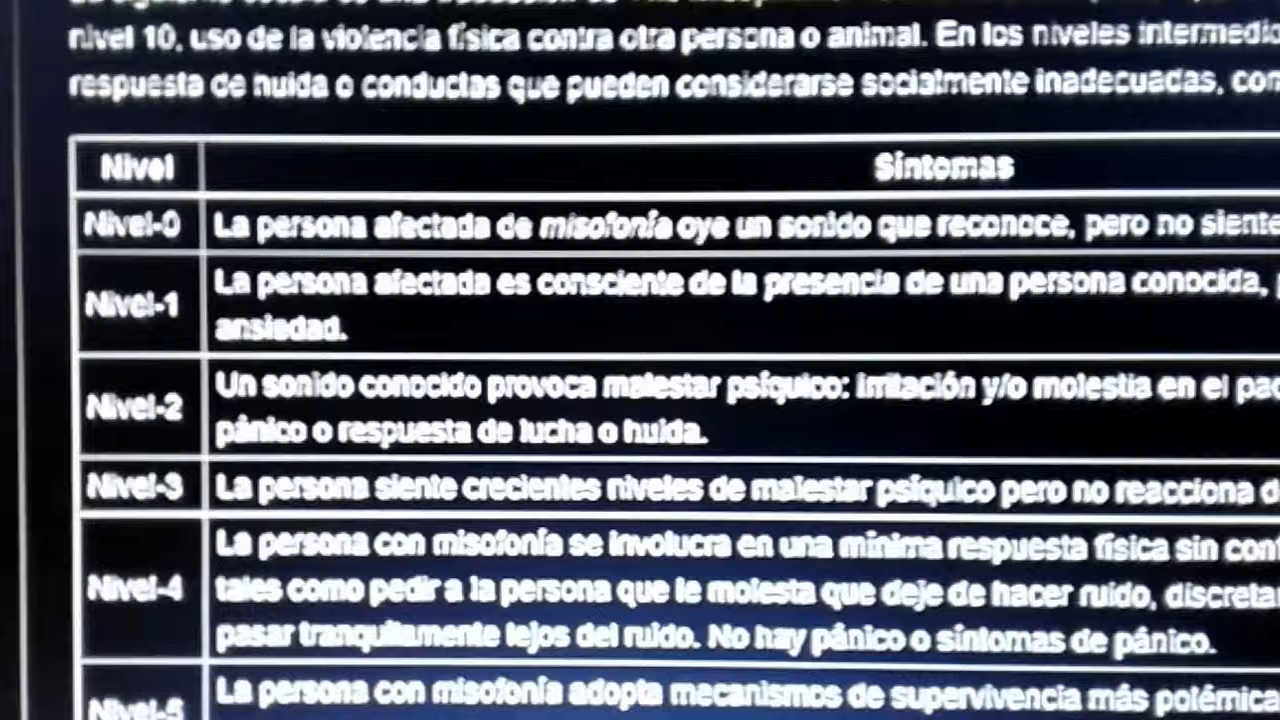 nivel 10, uso de la violencia física contra otra persona o animal. En los niveles intermedio
respuesta de huida o conductas que pueden considerarse socialmente inadecuadas, con
Nivel Síntomas
Nivel-0 La persona afectada de misofonía oye un sonido que reconoce, pero no siente
Nivel-1 La persona afectada es consciente de la presencia de una persona conocida,
ansiedad.
Nivel-2 Un sonido conocido provoca malestar psíquico: irritación y/o molestia en el pac
pánico o respuesta de lucha o huida.
Nivel-3 La persona siente crecientes niveles de malestar psíquico pero no reacciona d
Nivel-4 La persona con misofonía se involucra en una mínima respuesta física sin cont
tales como pedir a la persona que le molesta que deje de hacer ruido, discreta
pasar tranquilamente lejos del ruido. No hay pánico o síntomas de pánico.
Nivel-5 La persona con misofonía adopta mecanismos de supervivencia más polémica